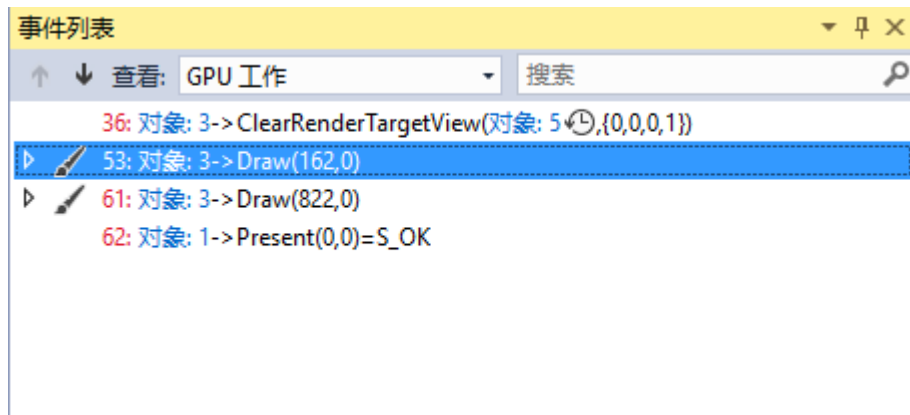 事件列表
查看: GPU 工作 搜索
36: 对象: 3->ClearRenderTargetView(对象: 5,{0,0,0,1})
53: 对象: 3->Draw(162,0)
61: 对象: 3->Draw(822,0)
62: 对象: 1->Present(0,0)=S_OK